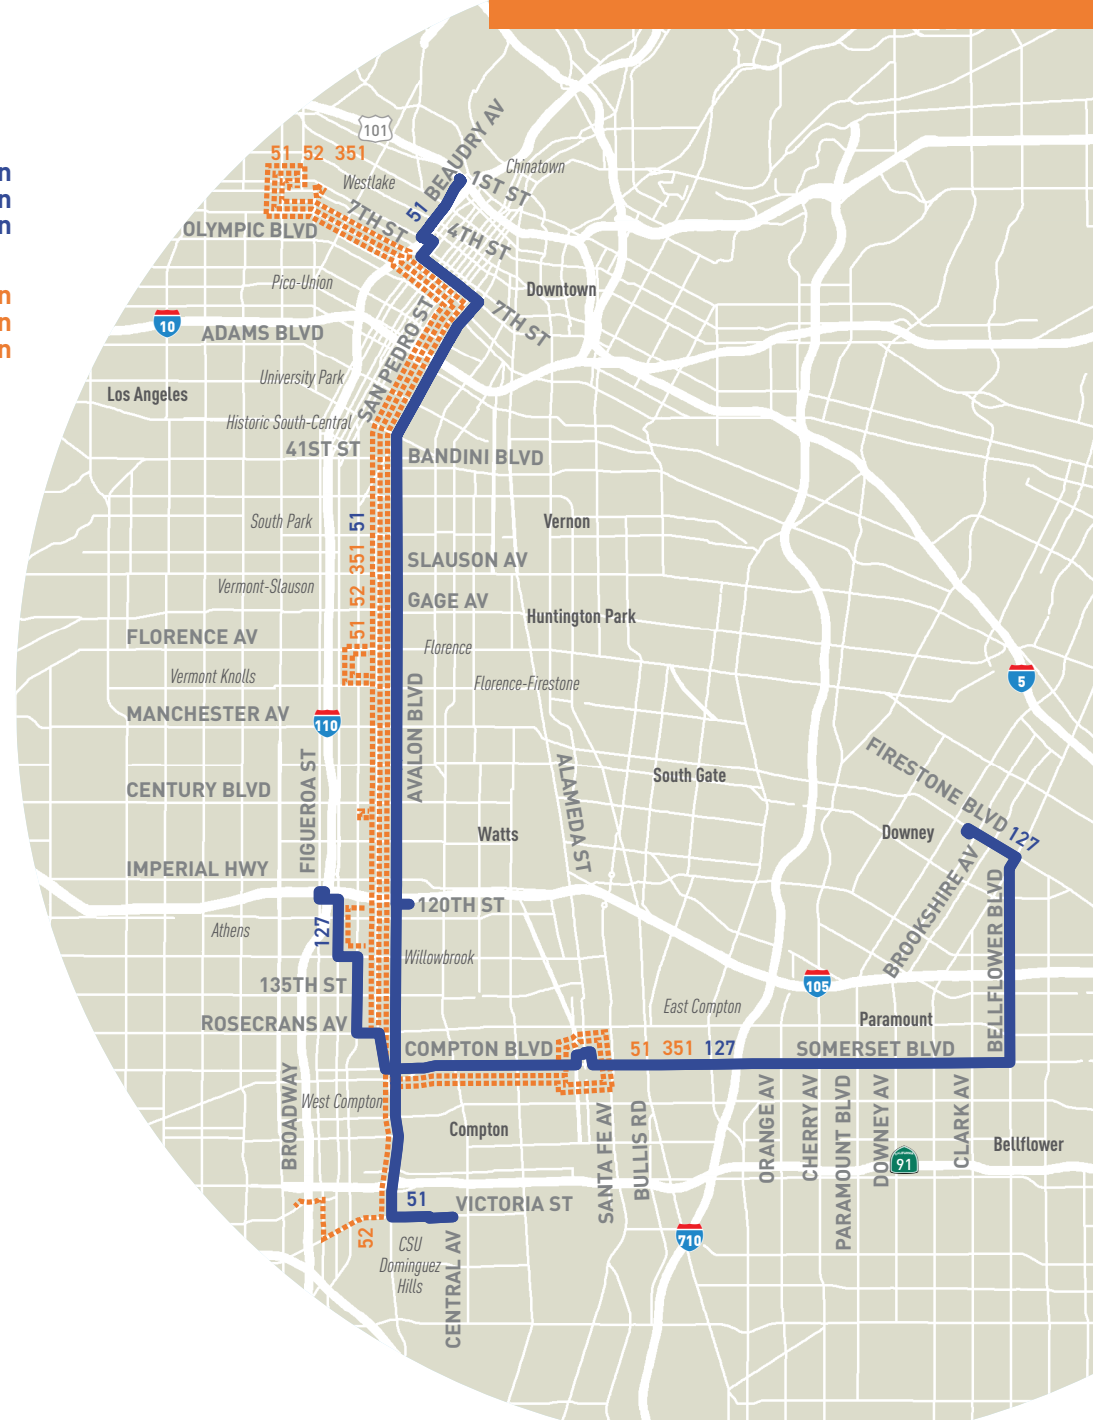 101
BEAUDRY AV
51 52 351
Chinatown
n
Westlake
1ST ST
n
51
7TH ST
n
OLYMPIC BLVD
4TH ST
Pico-Union
Downtown
n
7TH ST
n
10
ADAMS BLVD
SAN PEDRO ST
n
University Park
Los Angeles
Historic South-Central
41ST ST
BANDINI BLVD
South Park
51
Vernon
351
SLAUSON AV
Vermont-Slauson
52
GAGE AV
Huntington Park
51
FLORENCE AV
Florence
Vermont Knolls
Florence-Firestone
5
MANCHESTER AV
110
AVALON BLVD
FIRESTONE BLVD
ALAMEDA ST
South Gate
CENTURY BLVD
FIGUEROA ST
Watts
Downey
127
IMPERIAL HWY
BROOKSHIRE AV
BELLFLOWER BLVD
120TH ST
Athens
127
Willowbrook
135TH ST
105
East Compton
Paramount
ROSECRANS AV
COMPTON BLVD
51 351 127
SOMERSET BLVD
BROADWAY
West Compton
Compton
SANTA FE AV
BULLIS RD
ORANGE AV
CHERRY AV
PARAMOUNT BLVD
DOWNEY AV
91
CLARK AV
Bellflower
51
VICTORIA ST
52
710
CSU
Dominguez
Hills
CENTRAL AV